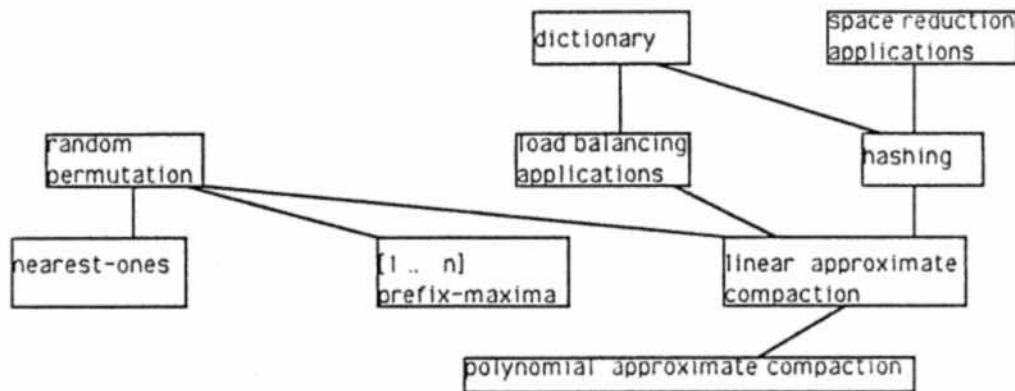 dictionary
space reduction
applications
random
permutation
load balancing
applications
hashing
nearest-ones
[1 .. n]
prefix-maxima
linear approximate
compaction
polynomial approximate compaction